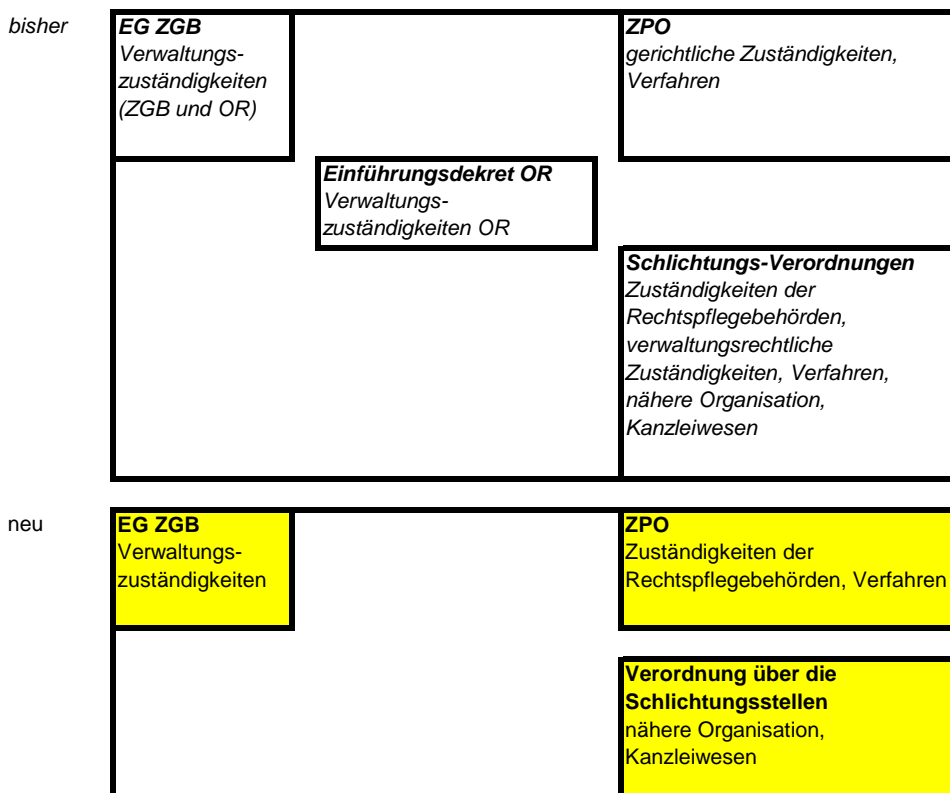 bisher
EG ZGB
Verwaltungs-
zuständigkeiten
(ZGB und OR)
ZPO
gerichtliche Zuständigkeiten,
Verfahren
Einführungsdekret OR
Verwaltungs-
zuständigkeiten OR
Schlichtungs-Verordnungen
Zuständigkeiten der
Rechtspflegebehörden,
verwaltungsrechtliche
Zuständigkeiten, Verfahren,
nähere Organisation,
Kanzleiwesen
neu
EG ZGB
Verwaltungs-
zuständigkeiten
ZPO
Zuständigkeiten der
Rechtspflegebehörden, Verfahren
Verordnung über die
Schlichtungsstellen
nähere Organisation,
Kanzleiwesen